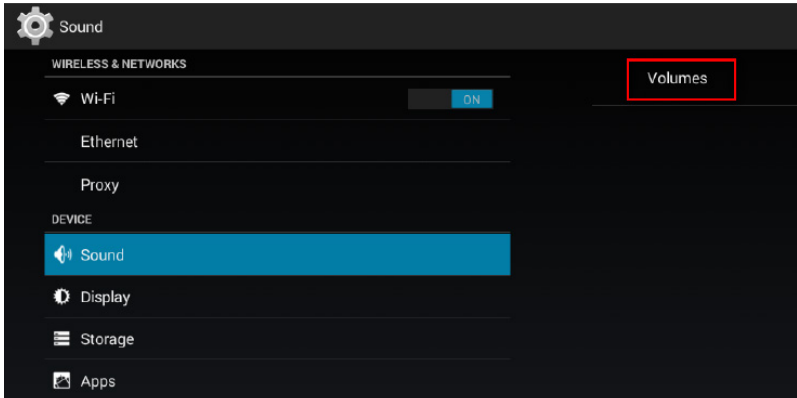 Sound
WIRELESS & NETWORKS
Wi-Fi
ON
Ethernet
Proxy
DEVICE
Sound
Display
Storage
Apps
Volumes